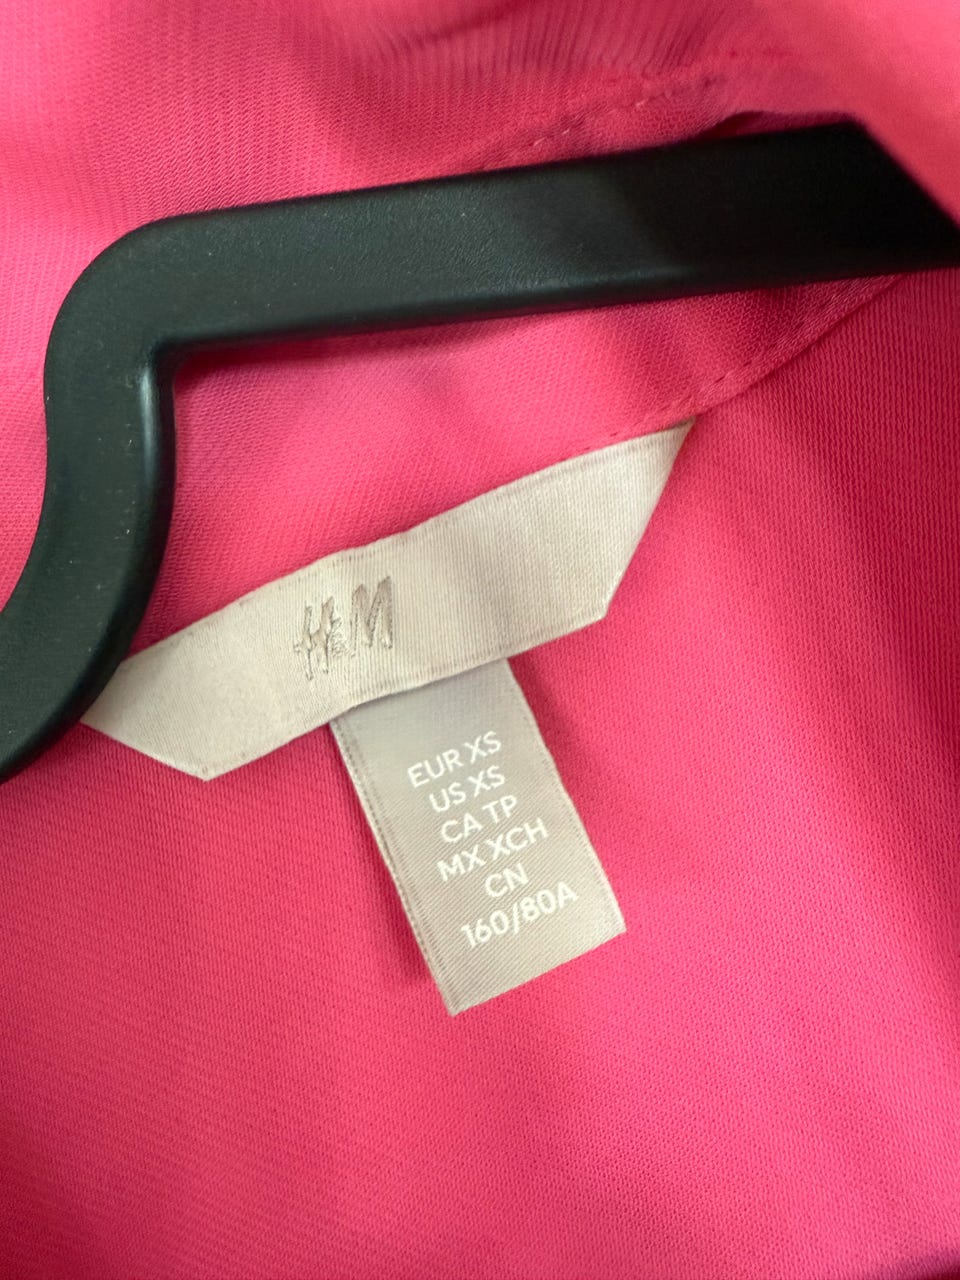 H&M
EUR XS
US XS
CA TP
MX XCH
CN
160/80A